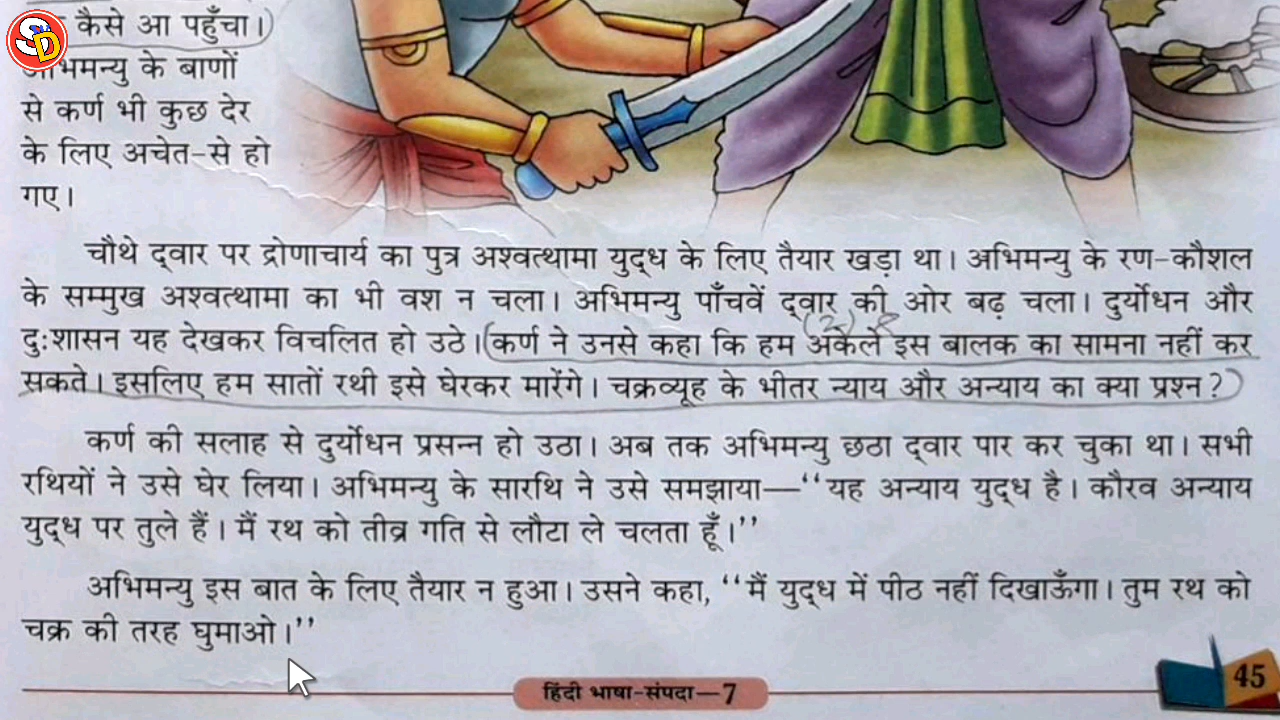 SD
कैसे आ पहुँचा।
अभिमन्यु के बाणों
से कर्ण भी कुछ देर
के लिए अचेत-से हो
गए।
चौथे द्वार पर द्रोणाचार्य का पुत्र अश्वत्थामा युद्ध के लिए तैयार खड़ा था। अभिमन्यु के रण-कौशल
के सम्मुख अश्वत्थामा का भी वश न चला। अभिमन्यु पाँचवें द्वार की ओर बढ़ चला। दुर्योधन और
दुःशासन यह देखकर विचलित हो उठे। कर्ण ने उनसे कहा कि हम अकेले इस बालक का सामना नहीं कर
सकते। इसलिए हम सातों रथी इसे घेरकर मारेंगे। चक्रव्यूह के भीतर न्याय और अन्याय का क्या प्रश्न?
कर्ण की सलाह से दुर्योधन प्रसन्न हो उठा। अब तक अभिमन्यु छठा द्वार पार कर चुका था। सभी
रथियों ने उसे घेर लिया। अभिमन्यु के सारथि ने उसे समझाया—‘‘यह अन्याय युद्ध है। कौरव अन्याय
युद्ध पर तुले हैं। मैं रथ को तीव्र गति से लौटा ले चलता हूँ।’’
अभिमन्यु इस बात के लिए तैयार न हुआ। उसने कहा, ‘‘मैं युद्ध में पीठ नहीं दिखाऊँगा। तुम रथ को
चक्र की तरह घुमाओ।’’
हिंदी भाषा-संपदा—7
45